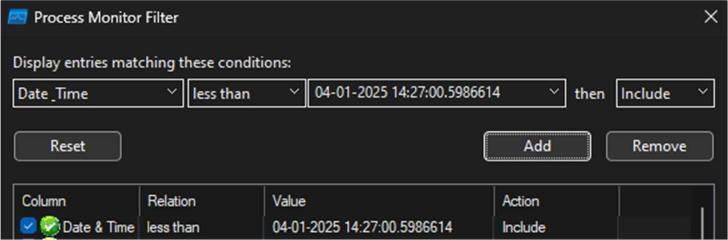 Process Monitor Filter
Display entries matching these conditions:
Date_Time less than 04-01-2025 14:27:00.5986614 then Include
Reset Add Remove
Column Relation Value Action
Date & Time less than 04-01-2025 14:27:00.5986614 Include